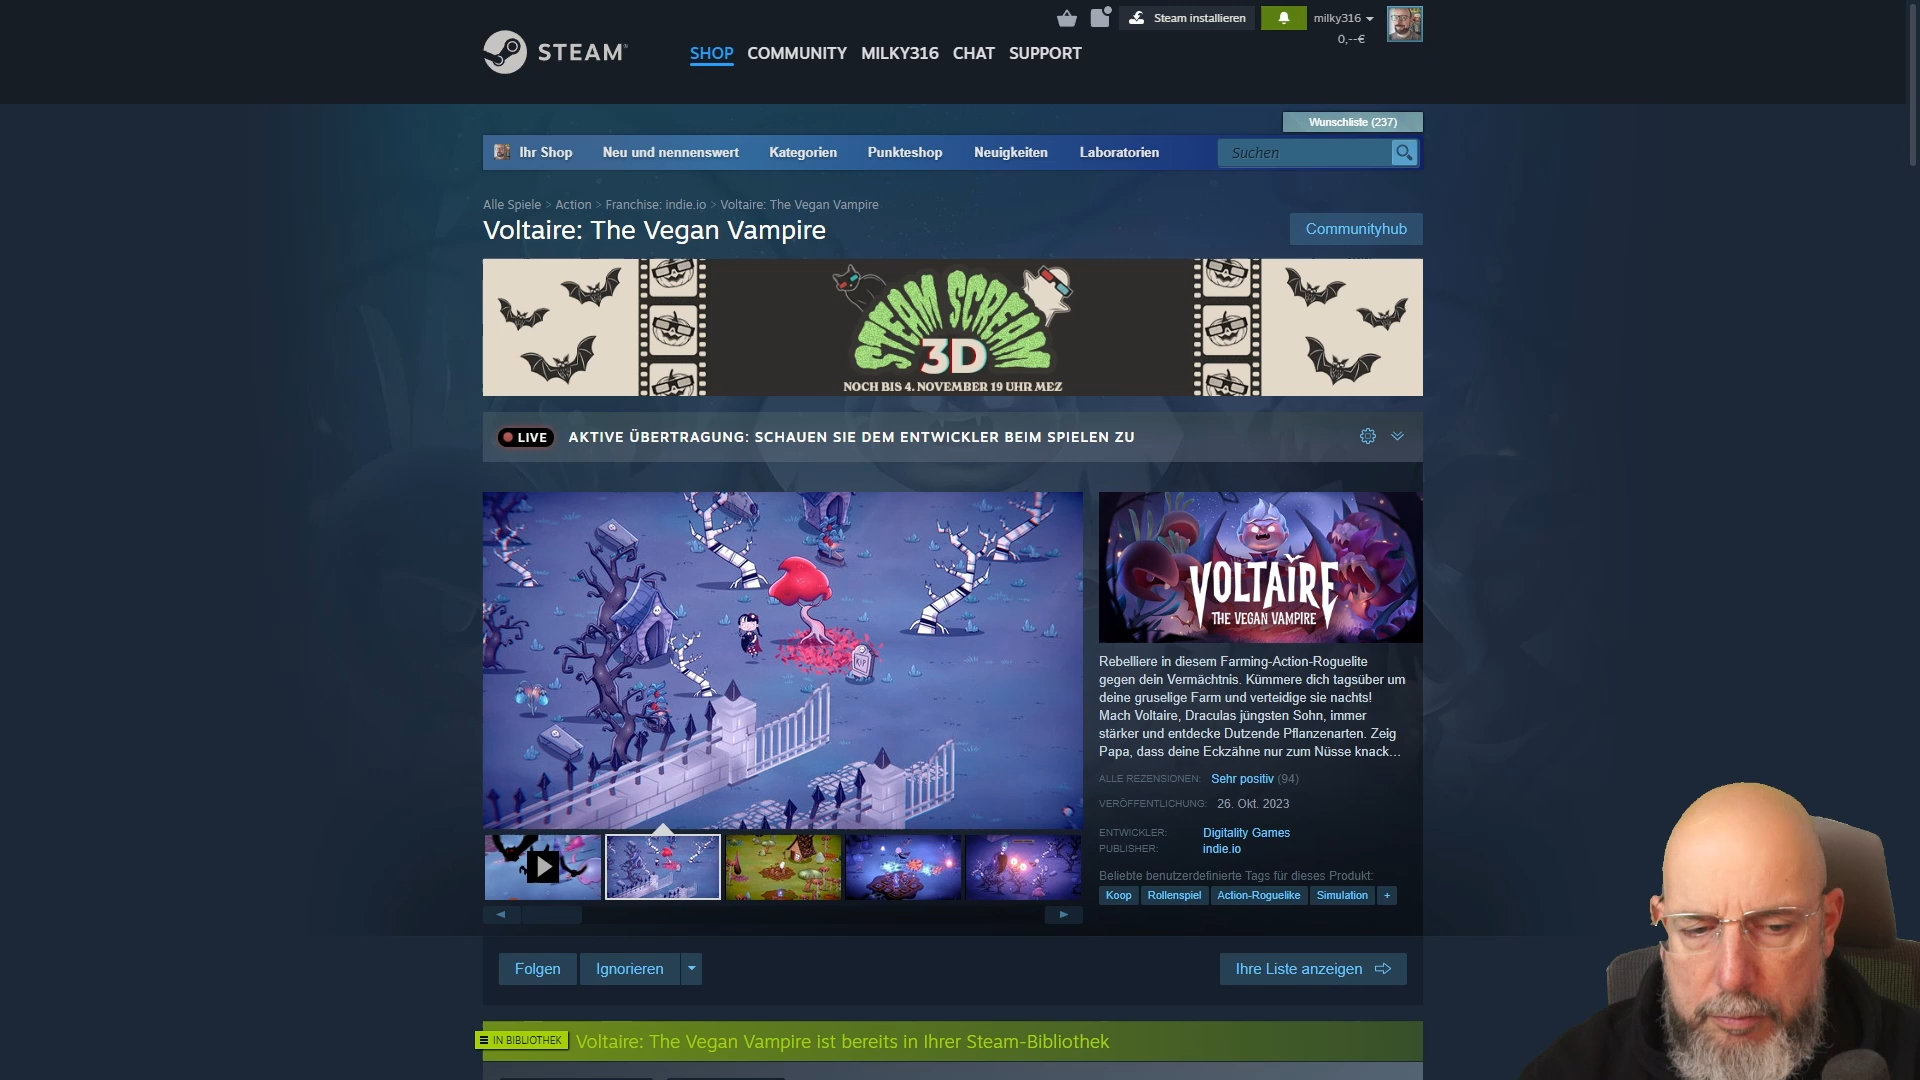 Steam installieren
milky316
0,--€
STEAM
SHOP COMMUNITY MILKY316 CHAT SUPPORT
Wunschliste (237)
Ihr Shop Neu und nennenswert Kategorien Punkteshop Neuigkeiten Laboratorien Suchen
Alle Spiele > Action > Franchise: indie.io > Voltaire: The Vegan Vampire
Voltaire: The Vegan Vampire
Communityhub
STEAM SCREAM
3D
NOCH BIS 4. NOVEMBER 19 UHR MEZ
LIVE AKTIVE ÜBERTRAGUNG: SCHAUEN SIE DEM ENTWICKLER BEIM SPIELEN ZU
RIP
VOLTAIRE
THE VEGAN VAMPIRE
Rebelliere in diesem Farming-Action-Roguelite
gegen dein Vermächtnis. Kümmere dich tagsüber um
deine gruselige Farm und verteidige sie nachts!
Mach Voltaire, Draculas jüngsten Sohn, immer
stärker und entdecke Dutzende Pflanzenarten. Zeig
Papa, dass deine Eckzähne nur zum Nüsse knack...
ALLE REZENSIONEN: Sehr positiv (94)
VERÖFFENTLICHUNG: 26. Okt. 2023
ENTWICKLER: Digitality Games
PUBLISHER: indie.io
Beliebte benutzerdefinierte Tags für dieses Produkt:
Koop Rollenspiel Action-Roguelike Simulation +
Folgen Ignorieren Ihre Liste anzeigen
IN BIBLIOTHEK Voltaire: The Vegan Vampire ist bereits in Ihrer Steam-Bibliothek